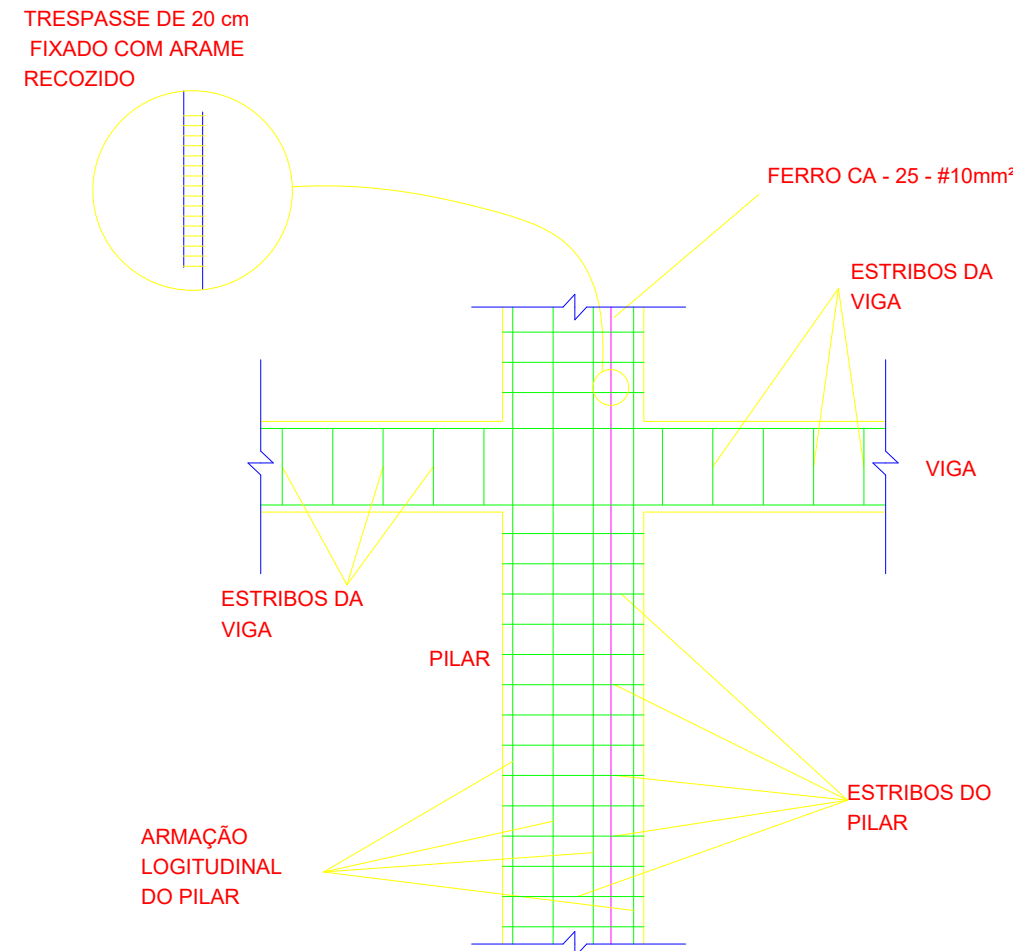 TRESPASSE DE 20 cm
FIXADO COM ARAME
RECOZIDO
FERRO CA - 25 - #10mm²
ESTRIBOS DA
VIGA
VIGA
ESTRIBOS DA
VIGA
PILAR
ESTRIBOS DO
PILAR
ARMAÇÃO
LOGITUDINAL
DO PILAR